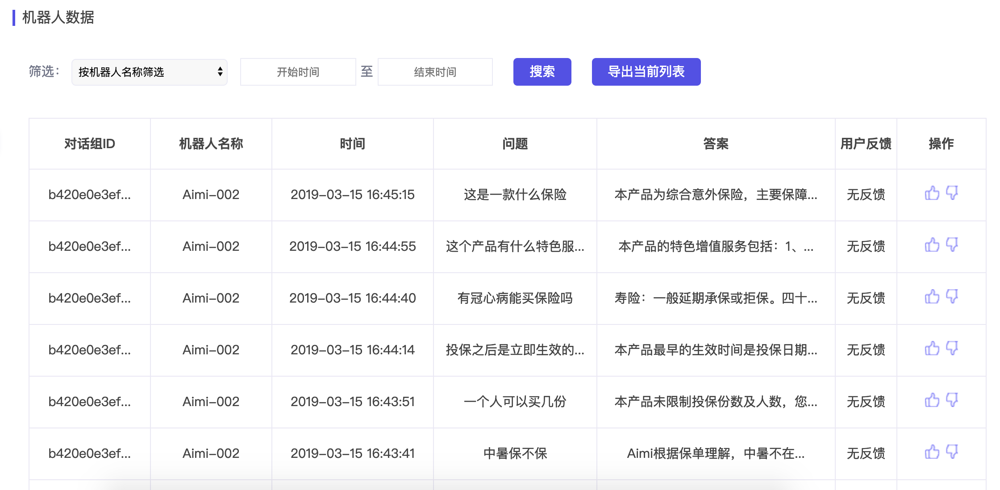 机器人数据
筛选： 按机器人名称筛选 开始时间 至 结束时间 搜索 导出当前列表
对话组ID 机器人名称 时间 问题 答案 用户反馈 操作
b420e0e3ef... Aimi-002 2019-03-15 16:45:15 这是一款什么保险 本产品为综合意外保险，主要保障... 无反馈
b420e0e3ef... Aimi-002 2019-03-15 16:44:55 这个产品有什么特色服... 本产品的特色增值服务包括：1、... 无反馈
b420e0e3ef... Aimi-002 2019-03-15 16:44:40 有冠心病能买保险吗 寿险：一般延期承保或拒保。四十... 无反馈
b420e0e3ef... Aimi-002 2019-03-15 16:44:14 投保之后是立即生效的... 本产品最早的生效时间是投保日期... 无反馈
b420e0e3ef... Aimi-002 2019-03-15 16:43:51 一个人可以买几份 本产品未限制投保份数及人数，您... 无反馈
b420e0e3ef... Aimi-002 2019-03-15 16:43:41 中暑保不保 Aimi根据保单理解，中暑不在... 无反馈